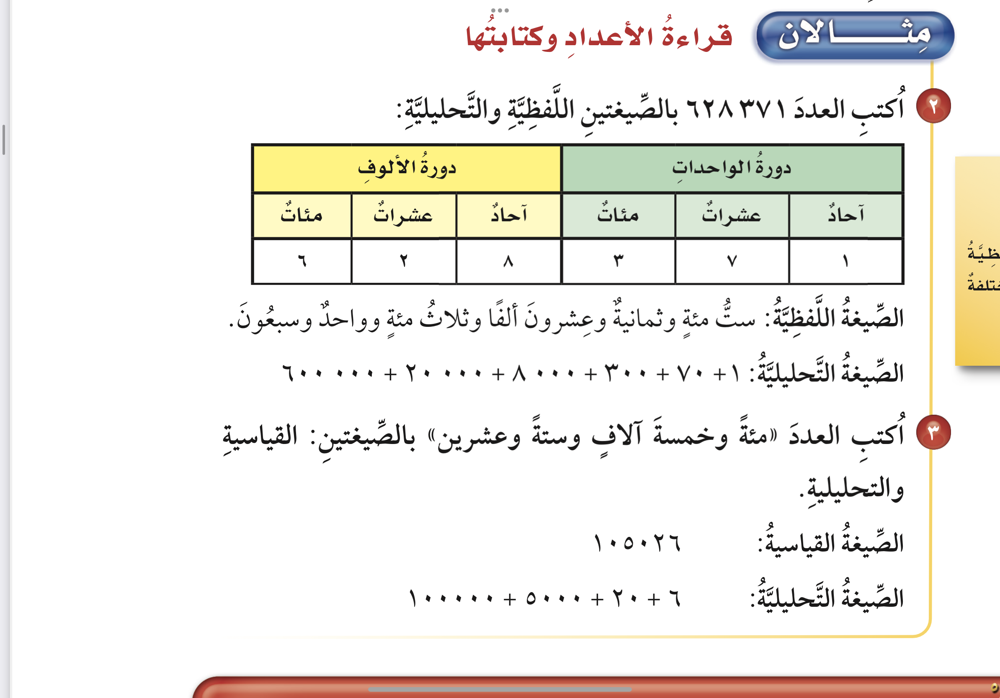 مِثـــالان قراءةُ الأعدادِ وكتابتُها
٢ اُكتبِ العددَ ٦٢٨٣٧١ بالصِّيغتينِ اللَّفظِيَّةِ والتَّحليليَّةِ:
دورةُ الواحداتِ دورةُ الألوفِ
آحادٌ عشراتٌ مئاتٌ آحادٌ عشراتٌ مئاتٌ
١ ٧ ٣ ٨ ٢ ٦
الصِّيغةُ اللَّفظِيَّةُ: ستُّ مئةٍ وثمانيةٌ وعِشرونَ ألفًا وثلاثُ مئةٍ وواحدٌ وسبعُونَ.
الصِّيغةُ التَّحليليَّةُ: ١ + ٧٠ + ٣٠٠ + ٨ ٠٠٠ + ٢٠ ٠٠٠ + ٦٠٠ ٠٠٠
٣ اُكتبِ العددَ «مئةً وخمسةَ آلافٍ وستةً وعشرين» بالصِّيغتينِ: القياسيةِ
والتحليليةِ.
الصِّيغةُ القياسيةُ: ١٠٥٠٢٦
الصِّيغةُ التَّحليليَّةُ: ٦ + ٢٠ + ٥٠٠٠ + ١٠٠٠٠٠